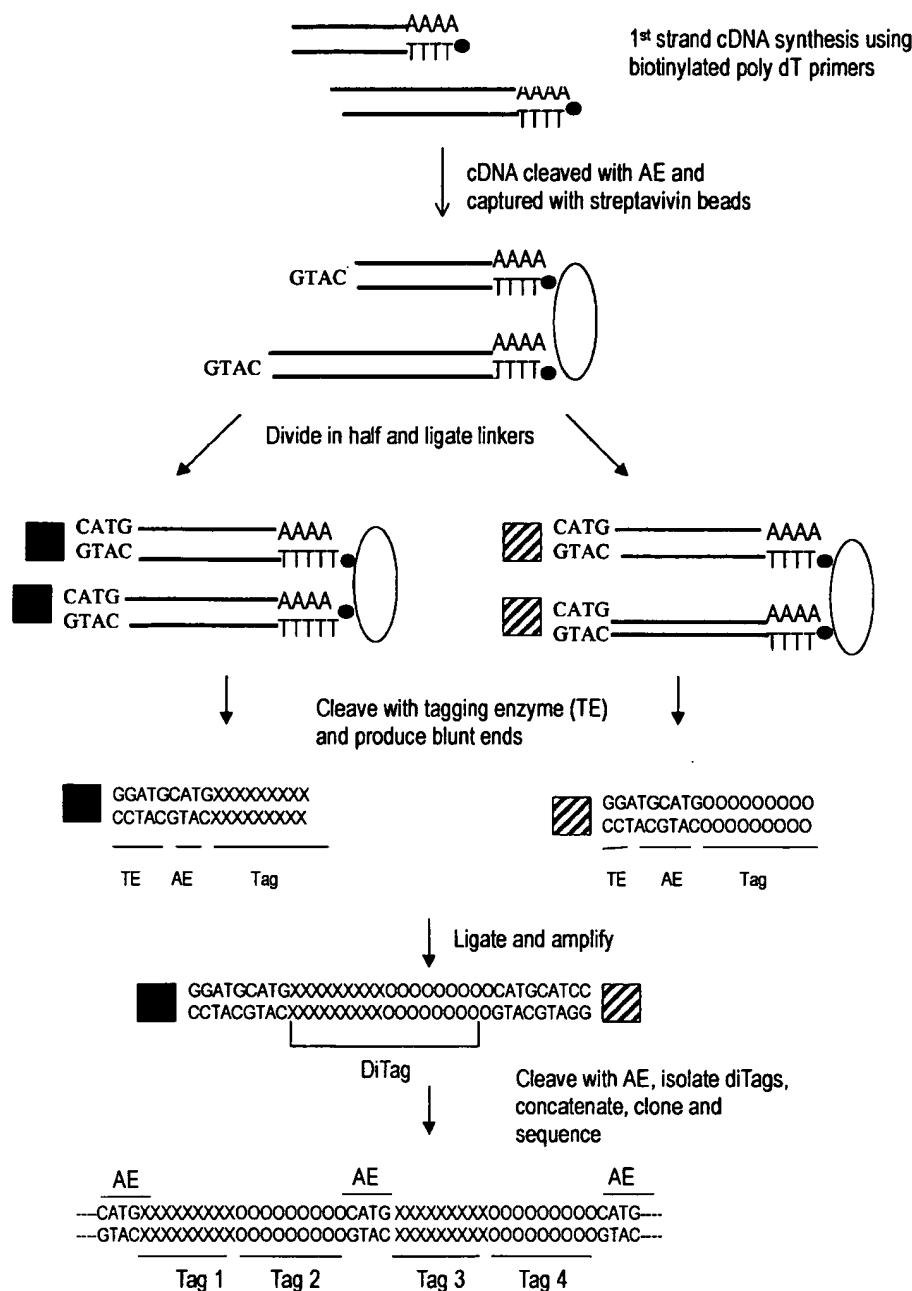 AAAA
TTTT
1st strand cDNA synthesis using
biotinylated poly dT primers
AAAA
TTTT
cDNA cleaved with AE and
captured with streptavivin beads
AAAA
GTAC
TTTT
AAAA
GTAC
TTTT
Divide in half and ligate linkers
CATG AAAA
GTAC TTTTT
CATG AAAA
GTAC TTTTT
CATG AAAA
GTAC TTTT
CATG AAAA
GTAC TTTT
Cleave with tagging enzyme (TE)
and produce blunt ends
GGATGCATGXXXXXXXXX
CCTACGTACXXXXXXXXX
TE AE Tag
GGATGCATGOOOOOOOOO
CCTACGTACOOOOOOOOO
TE AE Tag
Ligate and amplify
GGATGCATGXXXXXXXXXOOOOOOOOOCATGCATCC
CCTACGTACXXXXXXXXXOOOOOOOOOGTACGTAGG
DiTag
Cleave with AE, isolate diTags,
concatenate, clone and
sequence
AE AE AE
----CATGXXXXXXXXXOOOOOOOOOCATGXXXXXXXXXOOOOOOOOOCATG----
----GTACXXXXXXXXXOOOOOOOOOGTACXXXXXXXXXOOOOOOOOOGTAC----
Tag 1 Tag 2 Tag 3 Tag 4